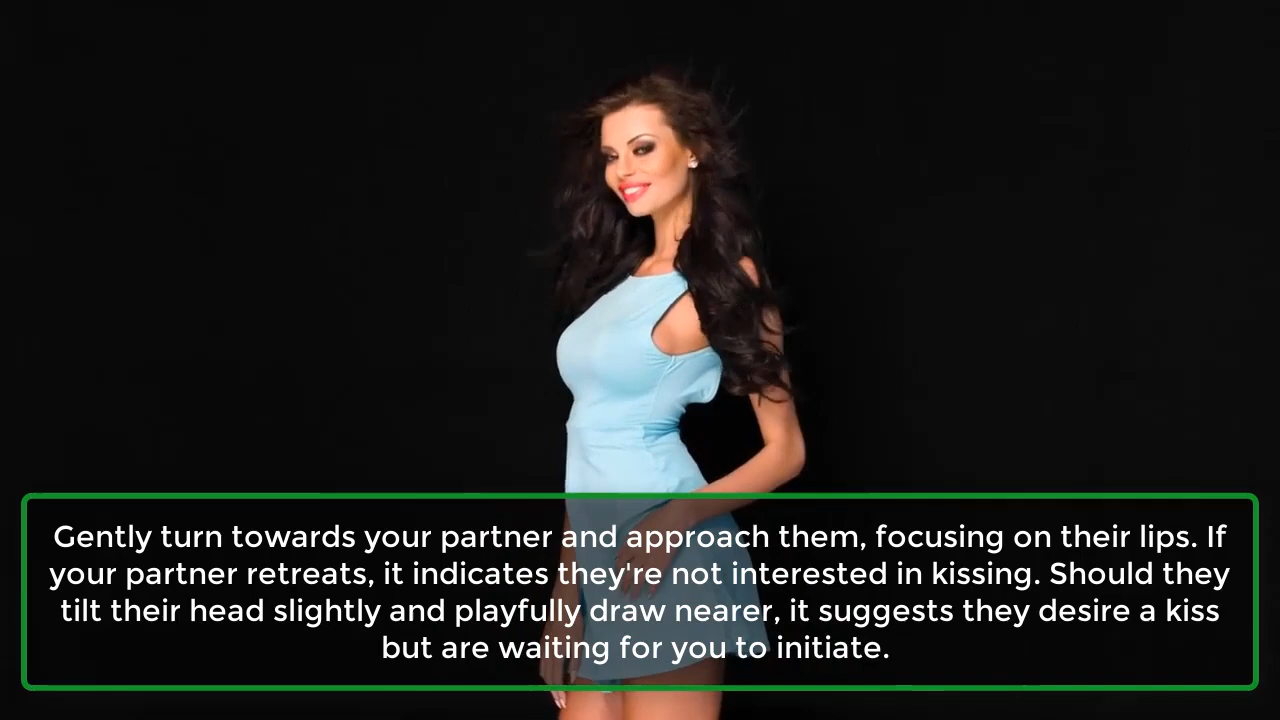 Gently turn towards your partner and approach them, focusing on their lips. If
your partner retreats, it indicates they're not interested in kissing. Should they
tilt their head slightly and playfully draw nearer, it suggests they desire a kiss
but are waiting for you to initiate.